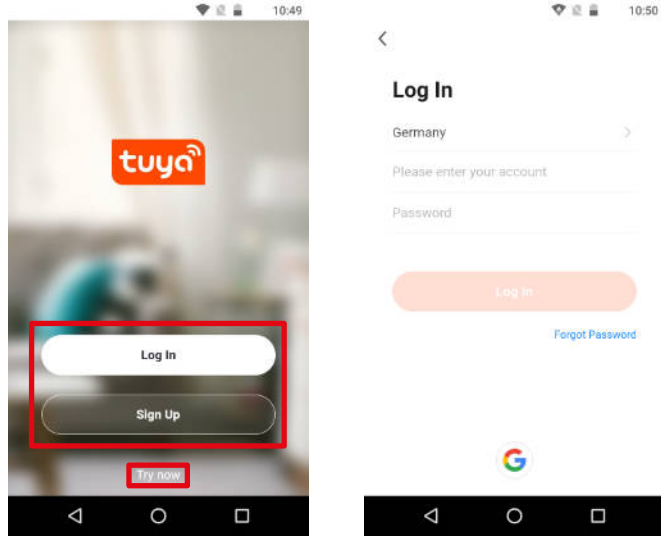 10:49
tuya
Log In
Sign Up
Try now
10:50
Log In
Germany
Please enter your account
Password
Log In
Forgot Password
G